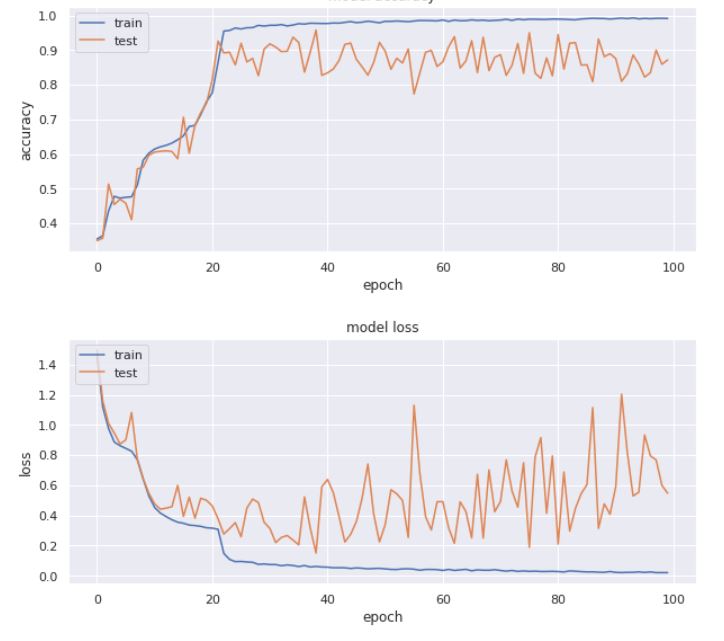 model accuracy
train
test
1.0
0.9
0.8
0.7
0.6
0.5
0.4
accuracy
0 20 40 60 80 100
epoch
model loss
train
test
1.4
1.2
1.0
0.8
0.6
0.4
0.2
0.0
loss
0 20 40 60 80 100
epoch